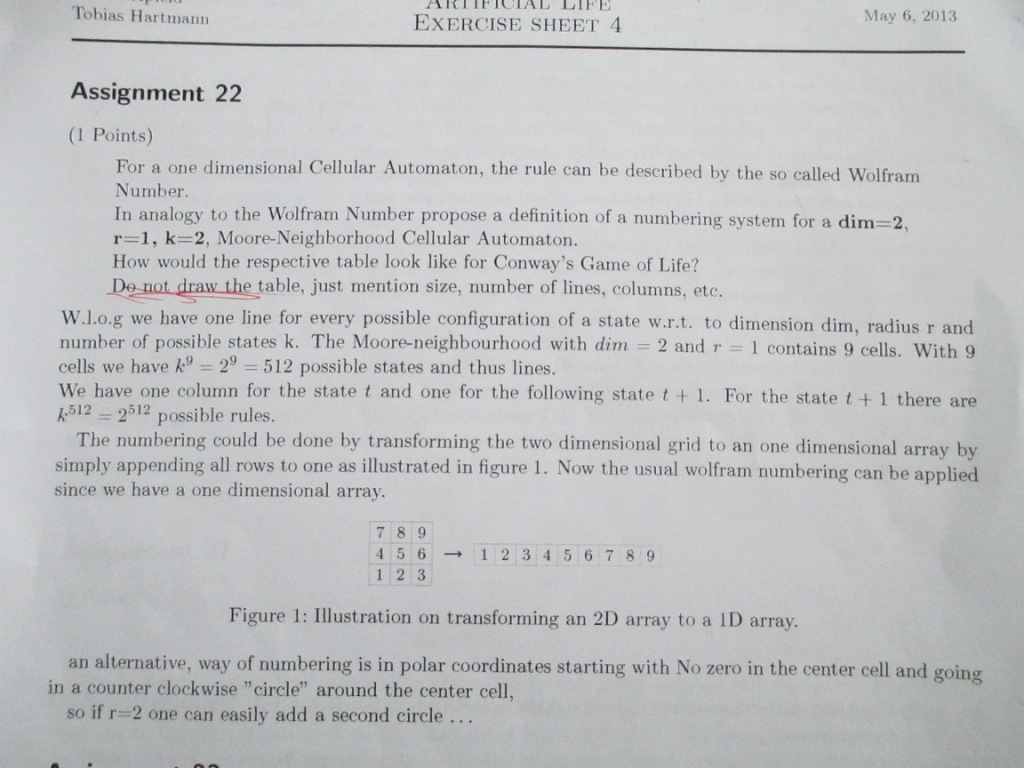 Tobias Hartmann
ARTIFICIAL LIFE
EXERCISE SHEET 4
May 6, 2013
Assignment 22
(1 Points)
For a one dimensional Cellular Automaton, the rule can be described by the so called Wolfram
Number.
In analogy to the Wolfram Number propose a definition of a numbering system for a dim=2,
r=1, k=2, Moore-Neighborhood Cellular Automaton.
How would the respective table look like for Conway's Game of Life?
Do not draw the table, just mention size, number of lines, columns, etc.
W.l.o.g we have one line for every possible configuration of a state w.r.t. to dimension dim, radius r and
number of possible states k. The Moore-neighbourhood with dim = 2 and r = 1 contains 9 cells. With 9
cells we have k⁹ = 2⁹ = 512 possible states and thus lines.
We have one column for the state t and one for the following state t + 1. For the state t + 1 there are
k⁵¹² = 2⁵¹² possible rules.
The numbering could be done by transforming the two dimensional grid to an one dimensional array by
simply appending all rows to one as illustrated in figure 1. Now the usual wolfram numbering can be applied
since we have a one dimensional array.
7 8 9
4 5 6 → 1 2 3 4 5 6 7 8 9
1 2 3
Figure 1: Illustration on transforming an 2D array to a 1D array.
an alternative, way of numbering is in polar coordinates starting with No zero in the center cell and going
in a counter clockwise "circle" around the center cell,
so if r=2 one can easily add a second circle ...